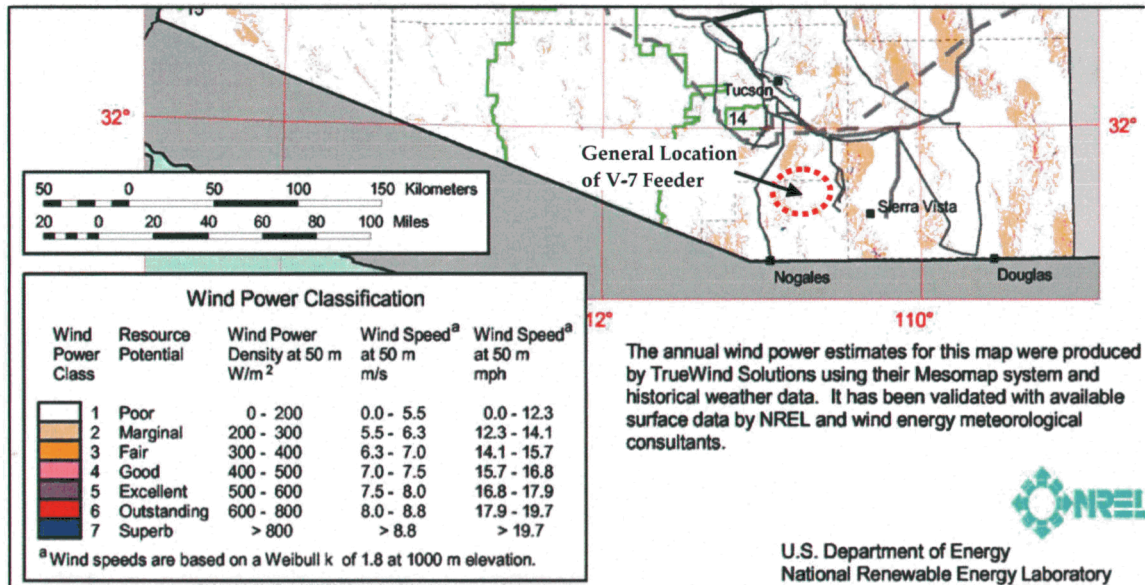 32°
Tucson
14
32°
General Location
of V-7 Feeder
Sierra Vista
Nogales
Douglas
50 0 50 100 150 Kilometers
20 0 20 40 60 80 100 Miles
12°
110°
Wind Power Classification
Wind Power Class Resource Potential Wind Power Density at 50 m W/m² Wind Speedᵃ at 50 m m/s Wind Speedᵃ at 50 m mph
1 Poor 0 - 200 0.0 - 5.5 0.0 - 12.3
2 Marginal 200 - 300 5.5 - 6.3 12.3 - 14.1
3 Fair 300 - 400 6.3 - 7.0 14.1 - 15.7
4 Good 400 - 500 7.0 - 7.5 15.7 - 16.8
5 Excellent 500 - 600 7.5 - 8.0 16.8 - 17.9
6 Outstanding 600 - 800 8.0 - 8.8 17.9 - 19.7
7 Superb > 800 > 8.8 > 19.7
ᵃ Wind speeds are based on a Weibull k of 1.8 at 1000 m elevation.
The annual wind power estimates for this map were produced
by TrueWind Solutions using their Mesomap system and
historical weather data. It has been validated with available
surface data by NREL and wind energy meteorological
consultants.
NREL
U.S. Department of Energy
National Renewable Energy Laboratory